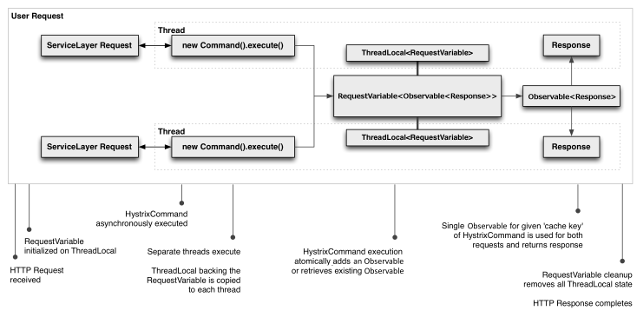 User Request
Thread
ServiceLayer Request
new Command().execute()
ThreadLocal<RequestVariable>
Response
RequestVariable<Observable<Response>>
Observable<Response>
Thread
ServiceLayer Request
new Command().execute()
ThreadLocal<RequestVariable>
Response
HTTP Request
received
RequestVariable
initialized on ThreadLocal
HystrixCommand
asynchronously executed
Separate threads execute
ThreadLocal backing the
RequestVariable is copied
to each thread
HystrixCommand execution
atomically adds an Observable
or retrieves existing Observable
Single Observable for given 'cache key'
of HystrixCommand is used for both
requests and returns response
RequestVariable cleanup
removes all ThreadLocal state
HTTP Response completes